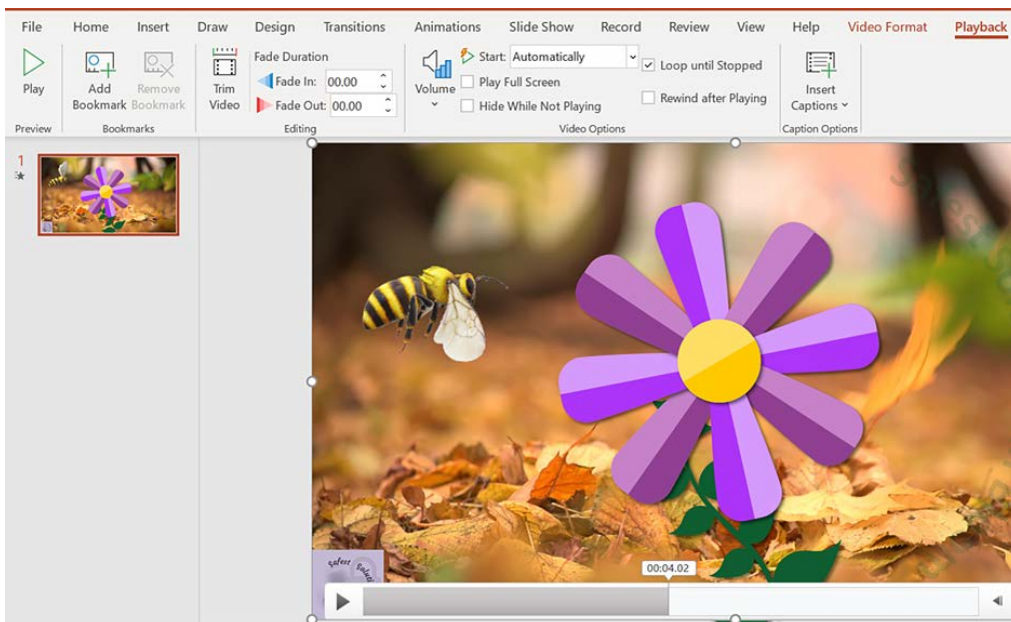 File Home Insert Draw Design Transitions Animations Slide Show Record Review View Help Video Format Playback
Play
Preview
Add Bookmark
Remove Bookmark
Bookmarks
Trim Video
Fade Duration
Fade In: 00.00
Fade Out: 00.00
Editing
Volume
Start: Automatically
Play Full Screen
Hide While Not Playing
Loop until Stopped
Rewind after Playing
Video Options
Insert Captions
Caption Options
1
Safest
00:04.02